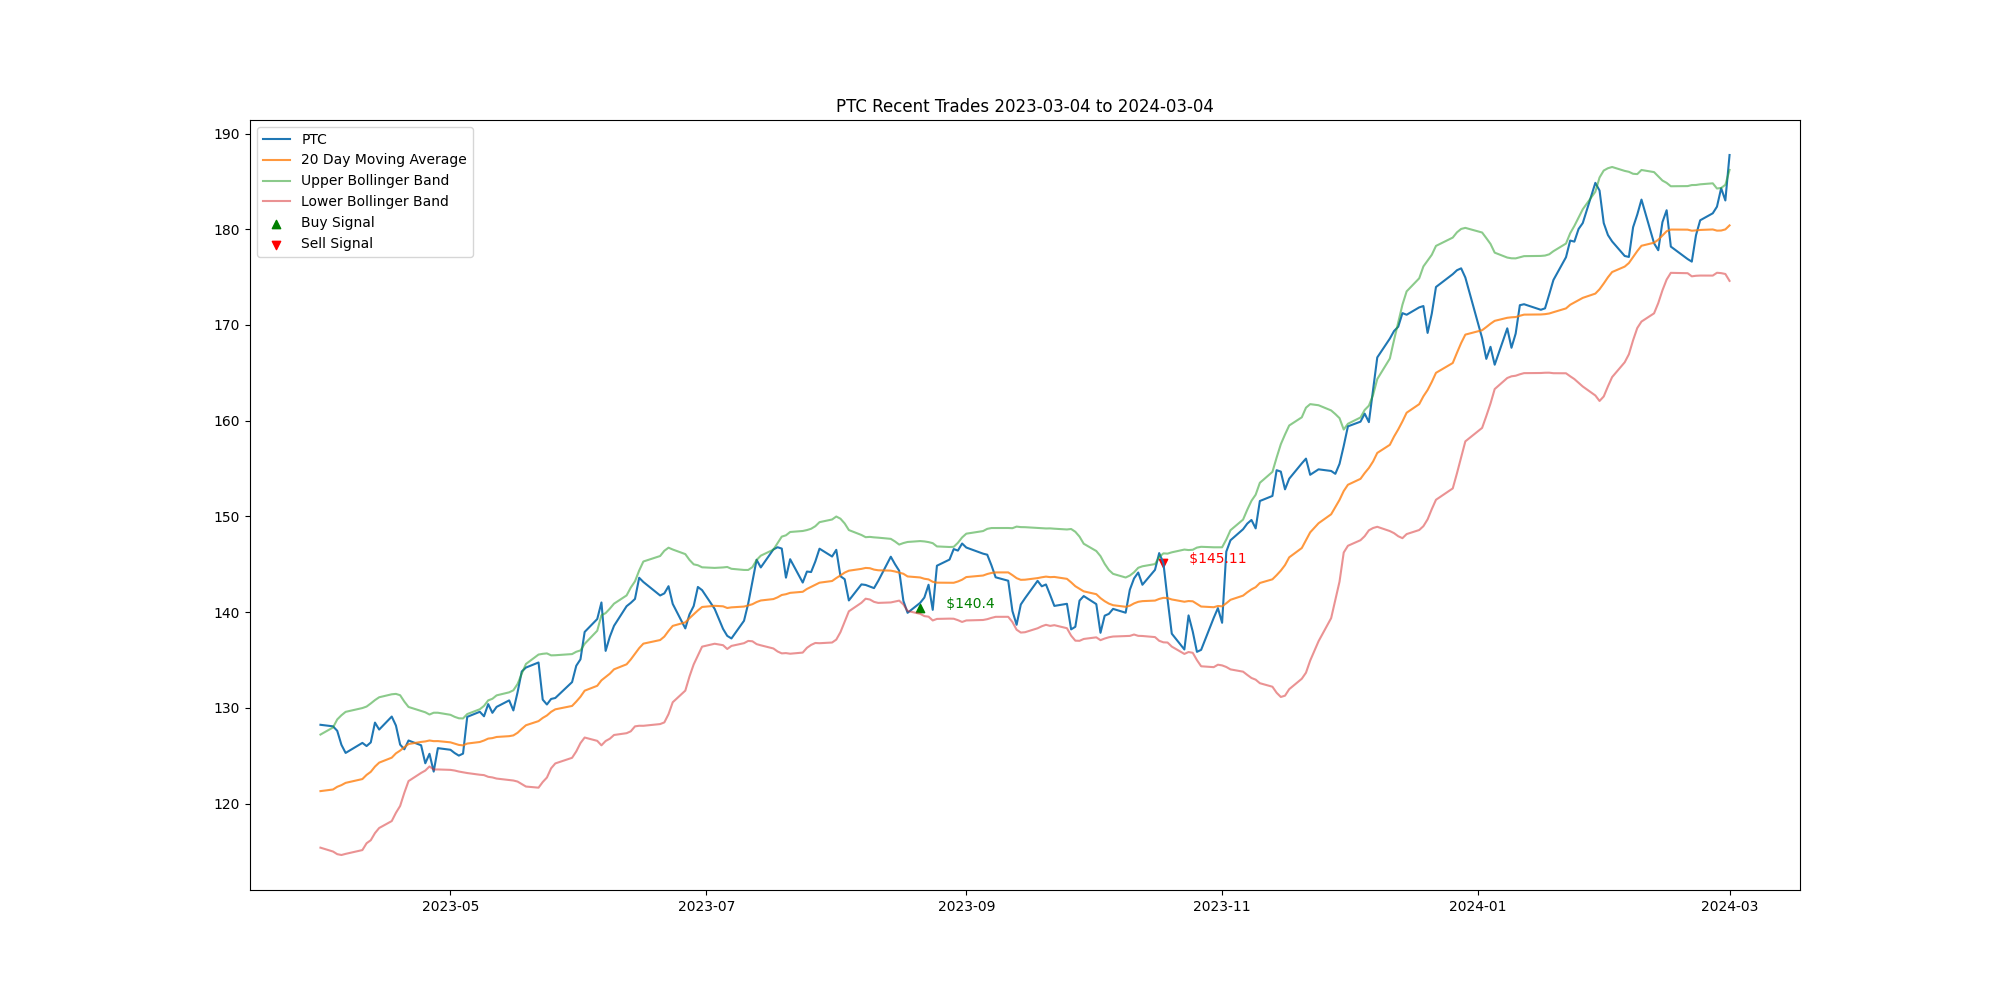 PTC Recent Trades 2023-03-04 to 2024-03-04
190
180
170
160
150
140
130
120
PTC
20 Day Moving Average
Upper Bollinger Band
Lower Bollinger Band
Buy Signal
Sell Signal
$145.11
$140.4
2023-05
2023-07
2023-09
2023-11
2024-01
2024-03